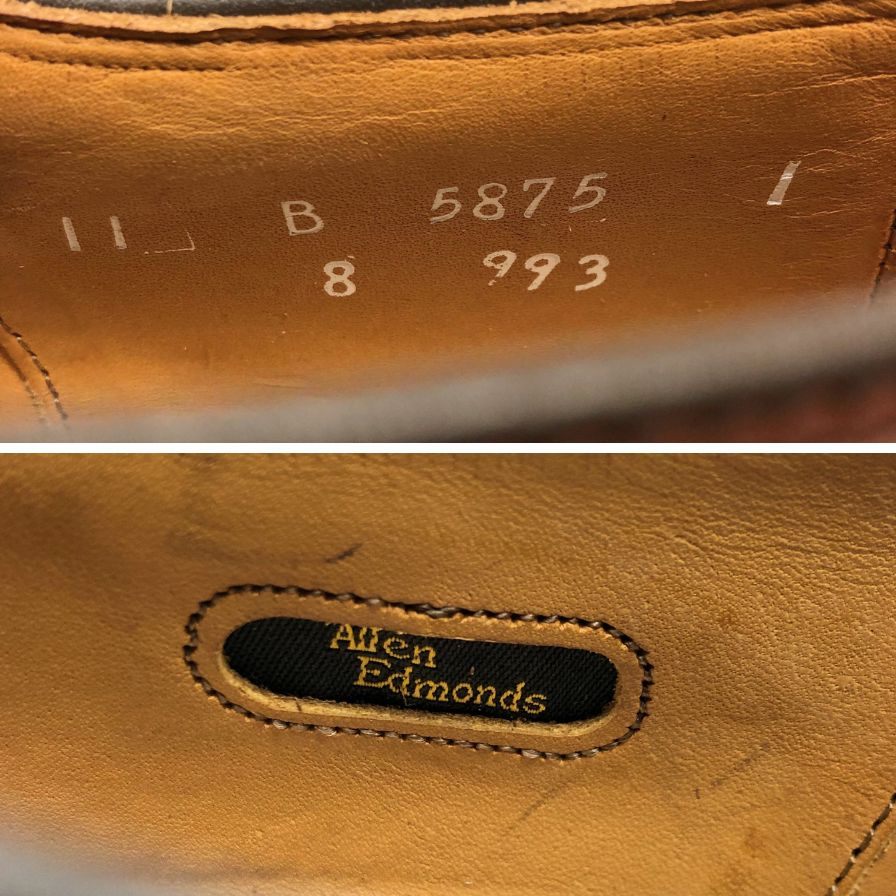 11 B 5875 1
8 993
Allen
Edmonds